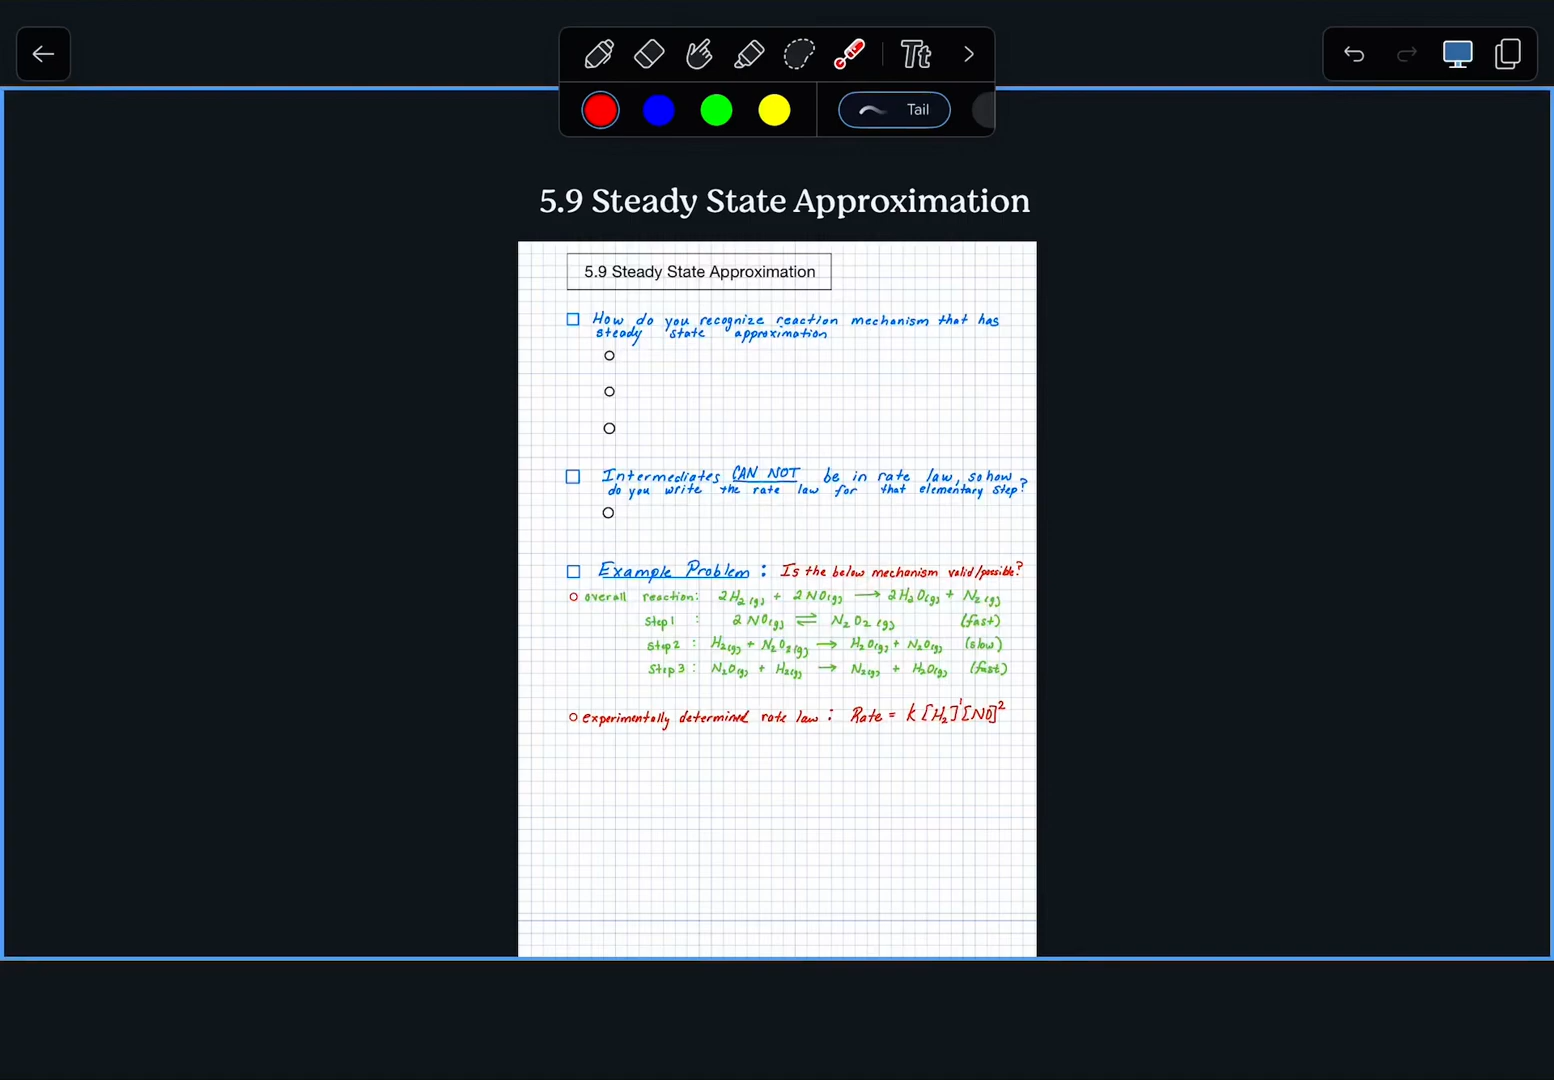 Tt
Tail
5.9 Steady State Approximation
5.9 Steady State Approximation
How do you recognize reaction mechanism that has
steady state approximation
Intermediates CAN NOT be in rate law, so how
do you write the rate law for that elementary step?
Example Problem : Is the below mechanism valid/possible?
overall reaction: 2H₂(g) + 2NO(g) → 2H₂O(g) + N₂(g)
Step 1 : 2NO(g) ⇌ N₂O₂(g) (fast)
Step 2 : H₂(g) + N₂O₂(g) → H₂O(g) + N₂O(g) (slow)
Step 3 : N₂O(g) + H₂(g) → N₂(g) + H₂O(g) (fast)
experimentally determined rate law : Rate = k[H₂]¹[NO]²